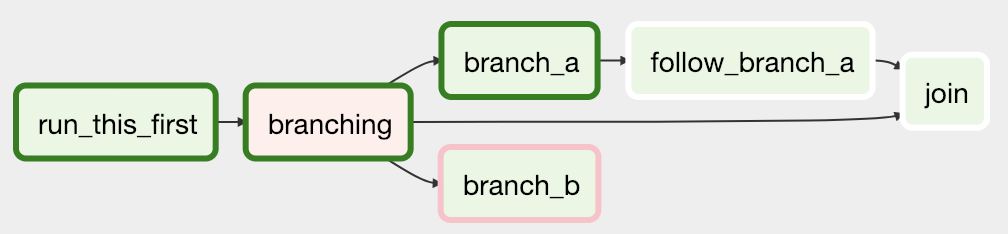 run_this_first
branching
branch_a
follow_branch_a
join
branch_b